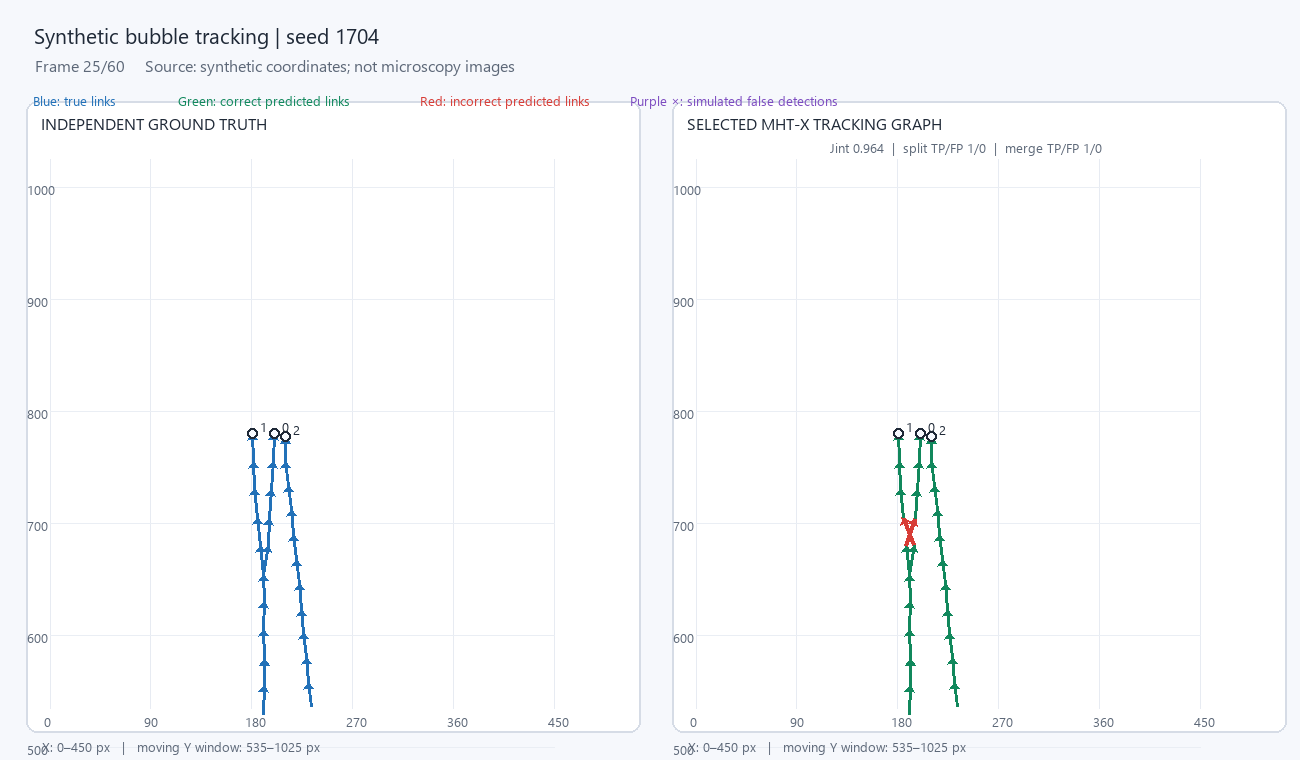 Synthetic bubble tracking | seed 1704
Frame 25/60 Source: synthetic coordinates; not microscopy images
Blue: true links Green: correct predicted links Red: incorrect predicted links Purple ×: simulated false detections
INDEPENDENT GROUND TRUTH
1000
900
800
1 0 2
700
600
0 90 180 270 360 450
500
X: 0–450 px | moving Y window: 535–1025 px
SELECTED MHT-X TRACKING GRAPH
Jint 0.964 | split TP/FP 1/0 | merge TP/FP 1/0
1000
900
800
1 0 2
700
600
0 90 180 270 360 450
500
X: 0–450 px | moving Y window: 535–1025 px